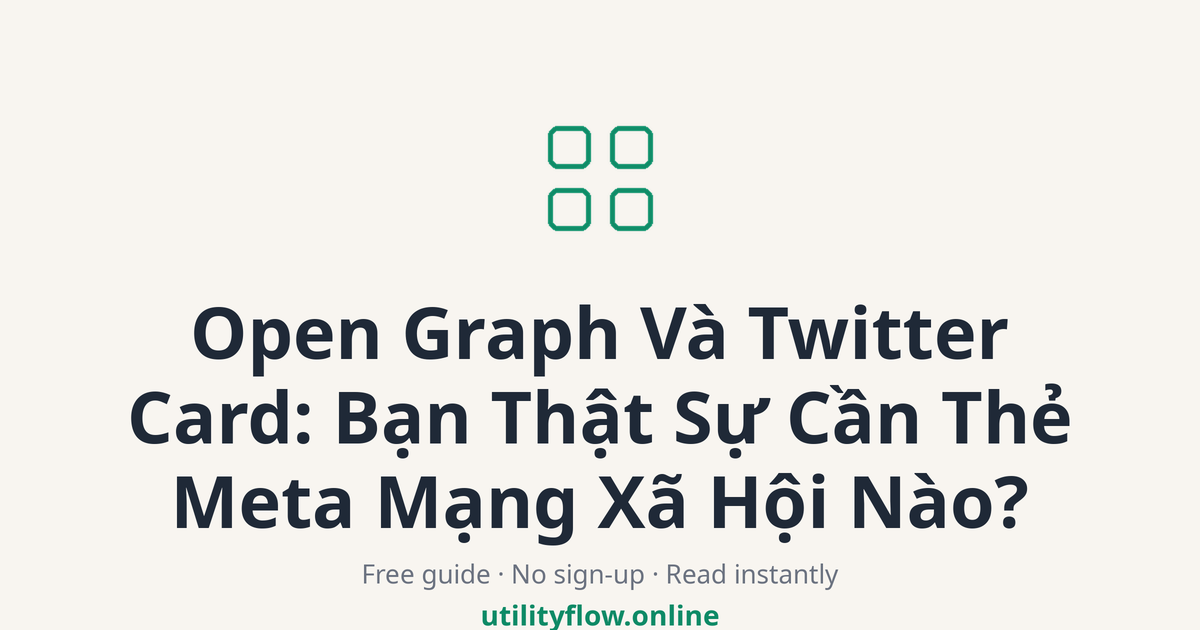 Open Graph Và Twitter
Card: Bạn Thật Sự Cần Thẻ
Meta Mạng Xã Hội Nào?
Free guide · No sign-up · Read instantly
utilityflow.online